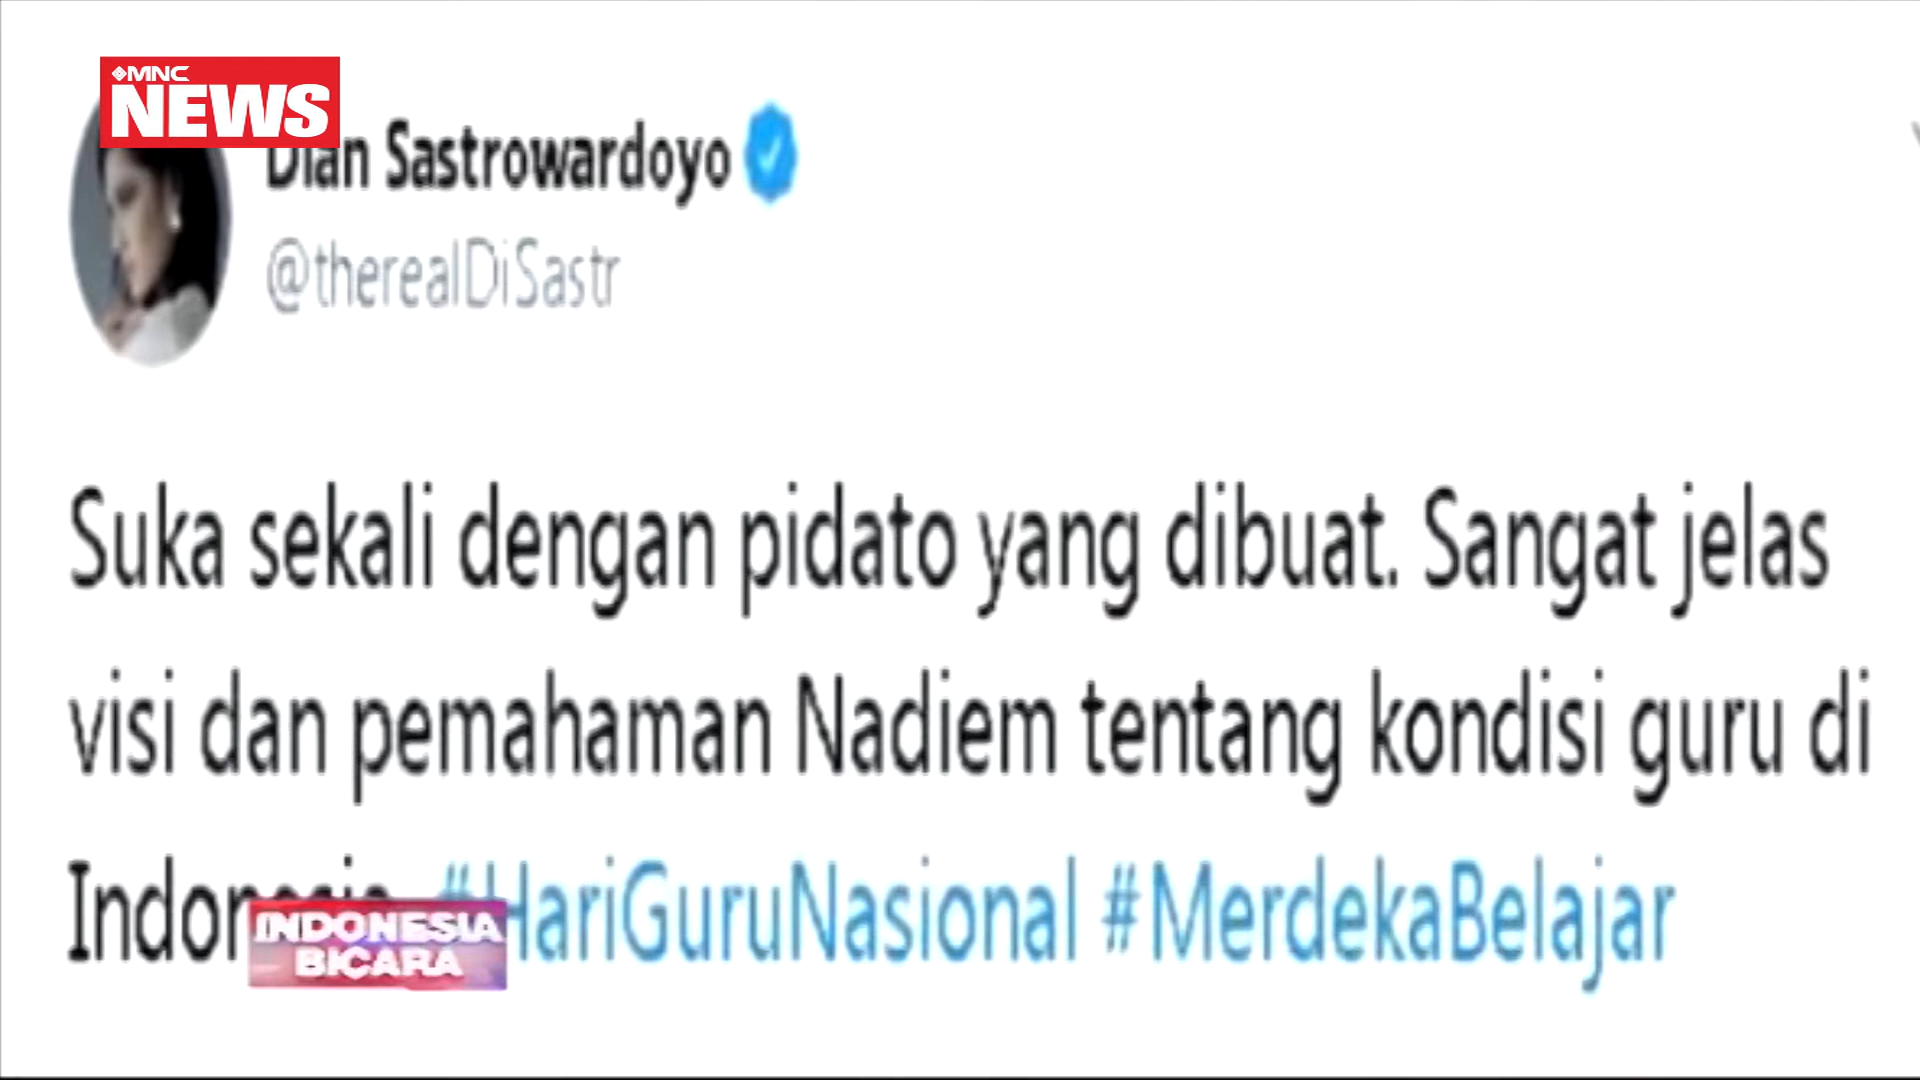 MNC
NEWS
Dian Sastrowardoyo
@therealDiSastr
Suka sekali dengan pidato yang dibuat. Sangat jelas
visi dan pemahaman Nadiem tentang kondisi guru di
Indonesia. #HariGuruNasional #MerdekaBelajar
INDONESIA
BICARA